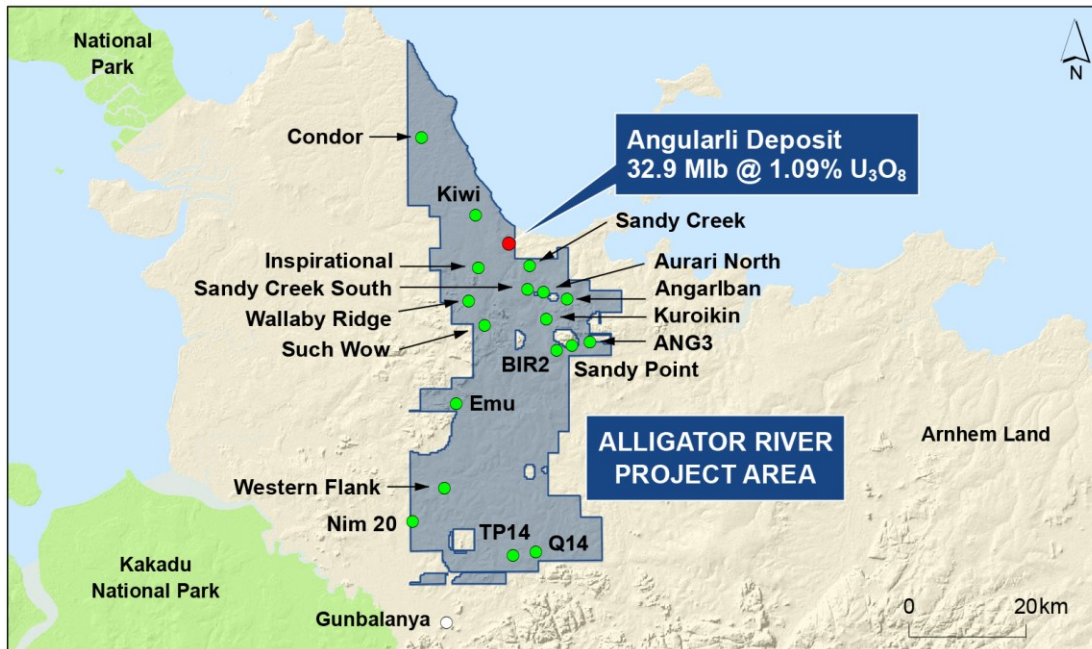 National
Park
N
Condor
Angularli Deposit
32.9 Mlb @ 1.09% U₃O₈
Kiwi
Sandy Creek
Inspirational
Aurari North
Sandy Creek South
Angarlban
Wallaby Ridge
Kuroikin
Such Wow
ANG3
BIR2
Sandy Point
Emu
ALLIGATOR RIVER
PROJECT AREA
Arnhem Land
Western Flank
Nim 20
TP14
Q14
Kakadu
National Park
Gunbalanya
0 20km